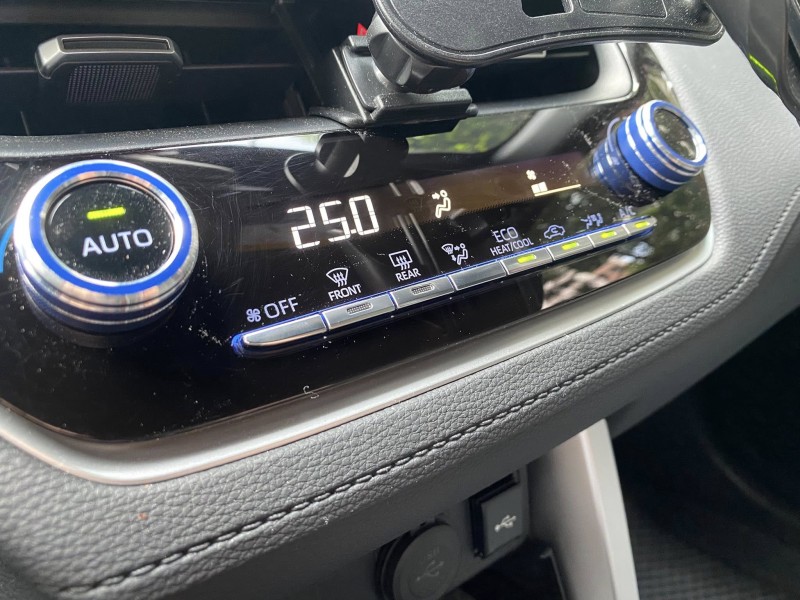 AUTO
25.0
OFF
FRONT
REAR
ECO
HEAT/COOL
A/C